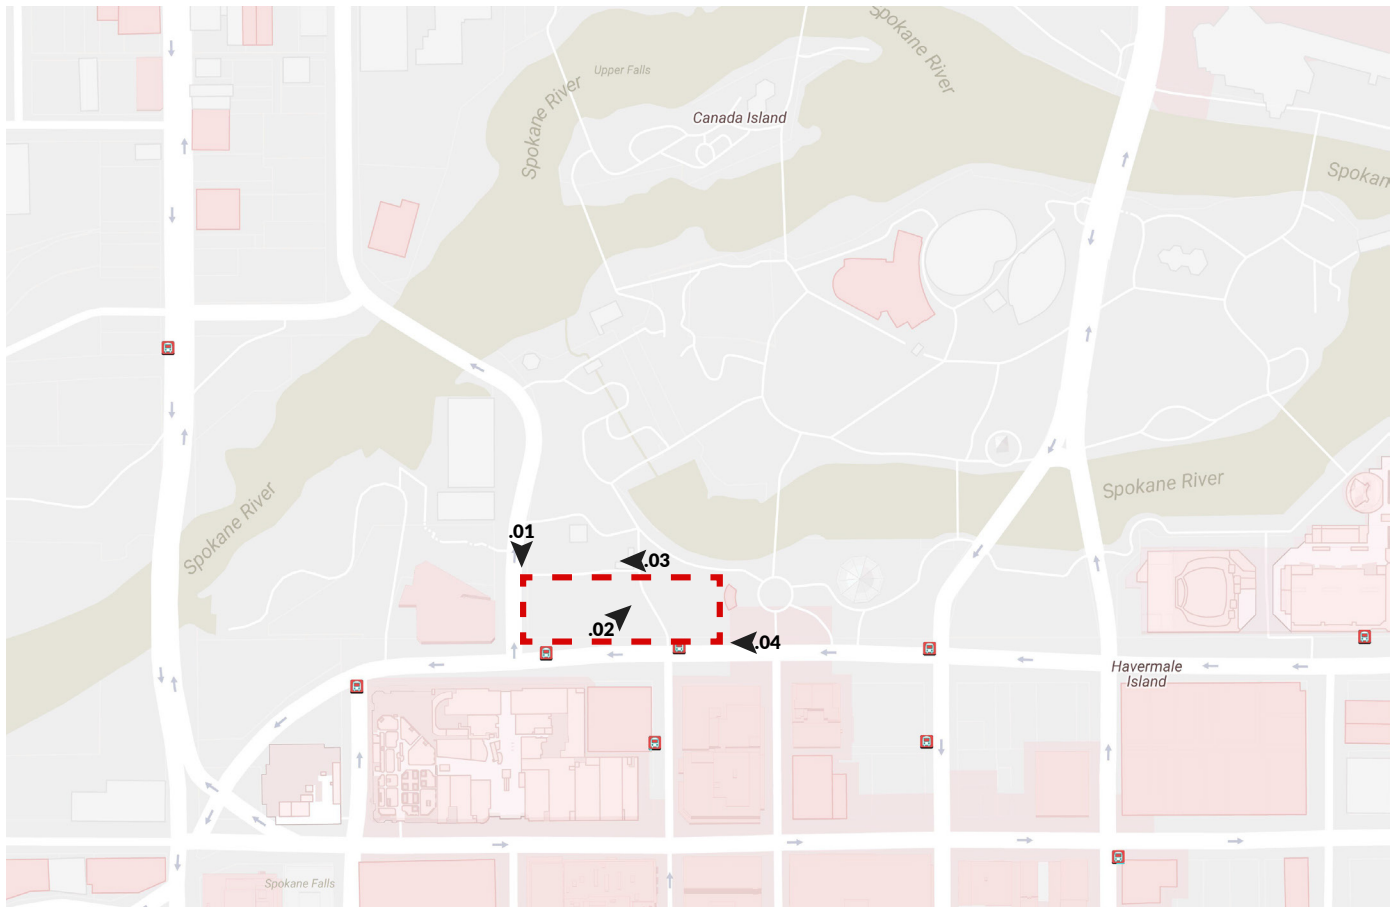 Spokane River
Upper Falls
Spokane River
Canada Island
Spokan
Spokane River
Spokane River
.01
.03
.02
.04
Havermale
Island
Spokane Falls